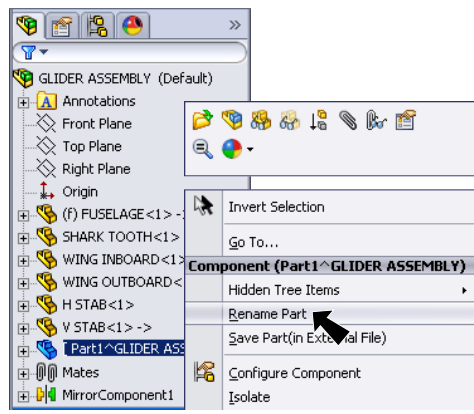 »
GLIDER ASSEMBLY (Default)
Annotations
Front Plane
Top Plane
Right Plane
Origin
(f) FUSELAGE<1> -
SHARK TOOTH<1>
WING INBOARD<1>
WING OUTBOARD<
H STAB<1>
V STAB<1> ->
[ Part1^GLIDER ASS
Mates
MirrorComponent1
Invert Selection
Go To...
Component (Part1^GLIDER ASSEMBLY)
Hidden Tree Items
Rename Part
Save Part(in External File)
Configure Component
Isolate